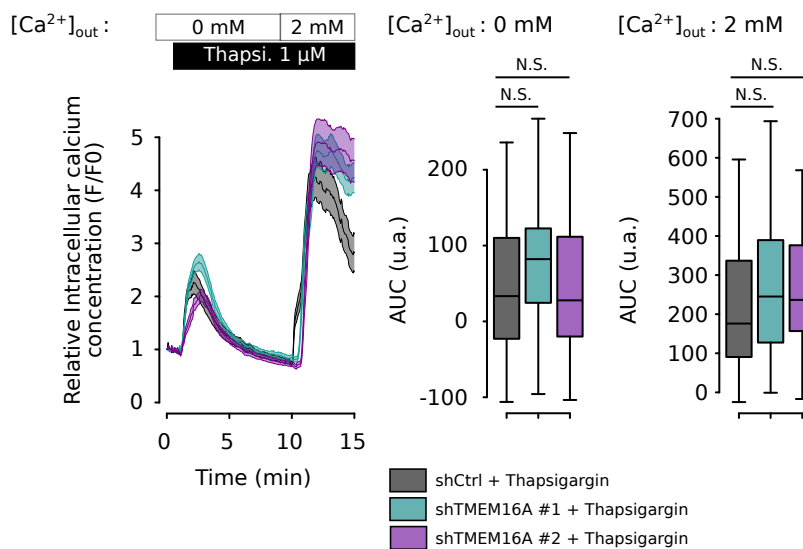 [Ca²⁺]out : 0 mM 2 mM
Thapsi. 1 µM
Relative Intracellular calcium
concentration (F/F0)
5
4
3
2
1
0
0 5 10 15
Time (min)
[Ca²⁺]out : 0 mM
N.S.
N.S.
AUC (u.a.)
200
100
0
-100
[Ca²⁺]out : 2 mM
N.S.
N.S.
AUC (u.a.)
700
600
500
400
300
200
100
0
shCtrl + Thapsigargin
shTMEM16A #1 + Thapsigargin
shTMEM16A #2 + Thapsigargin